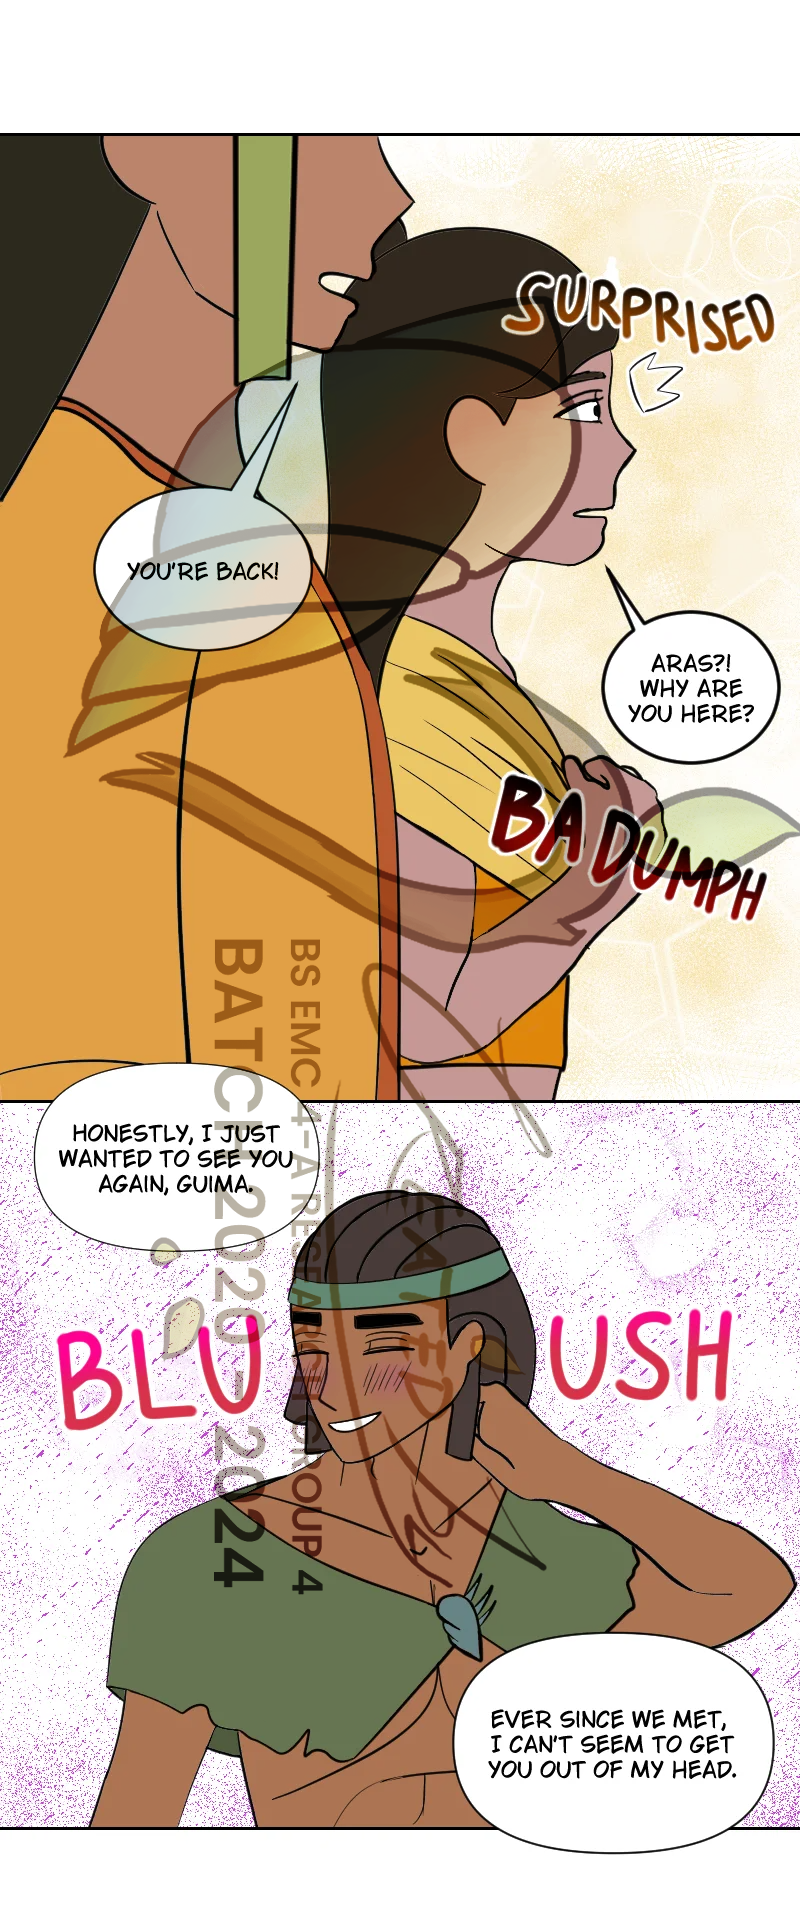 SURPRISED
YOU'RE BACK!
ARAS?!
WHY ARE
YOU HERE?
BA DUMPH
HONESTLY, I JUST
WANTED TO SEE YOU
AGAIN, GUIMA.
BLU USH
EVER SINCE WE MET,
I CAN'T SEEM TO GET
YOU OUT OF MY HEAD.
BS EMC 4-A RESEARCH GROUP 4
BATCH 2020 - 2024